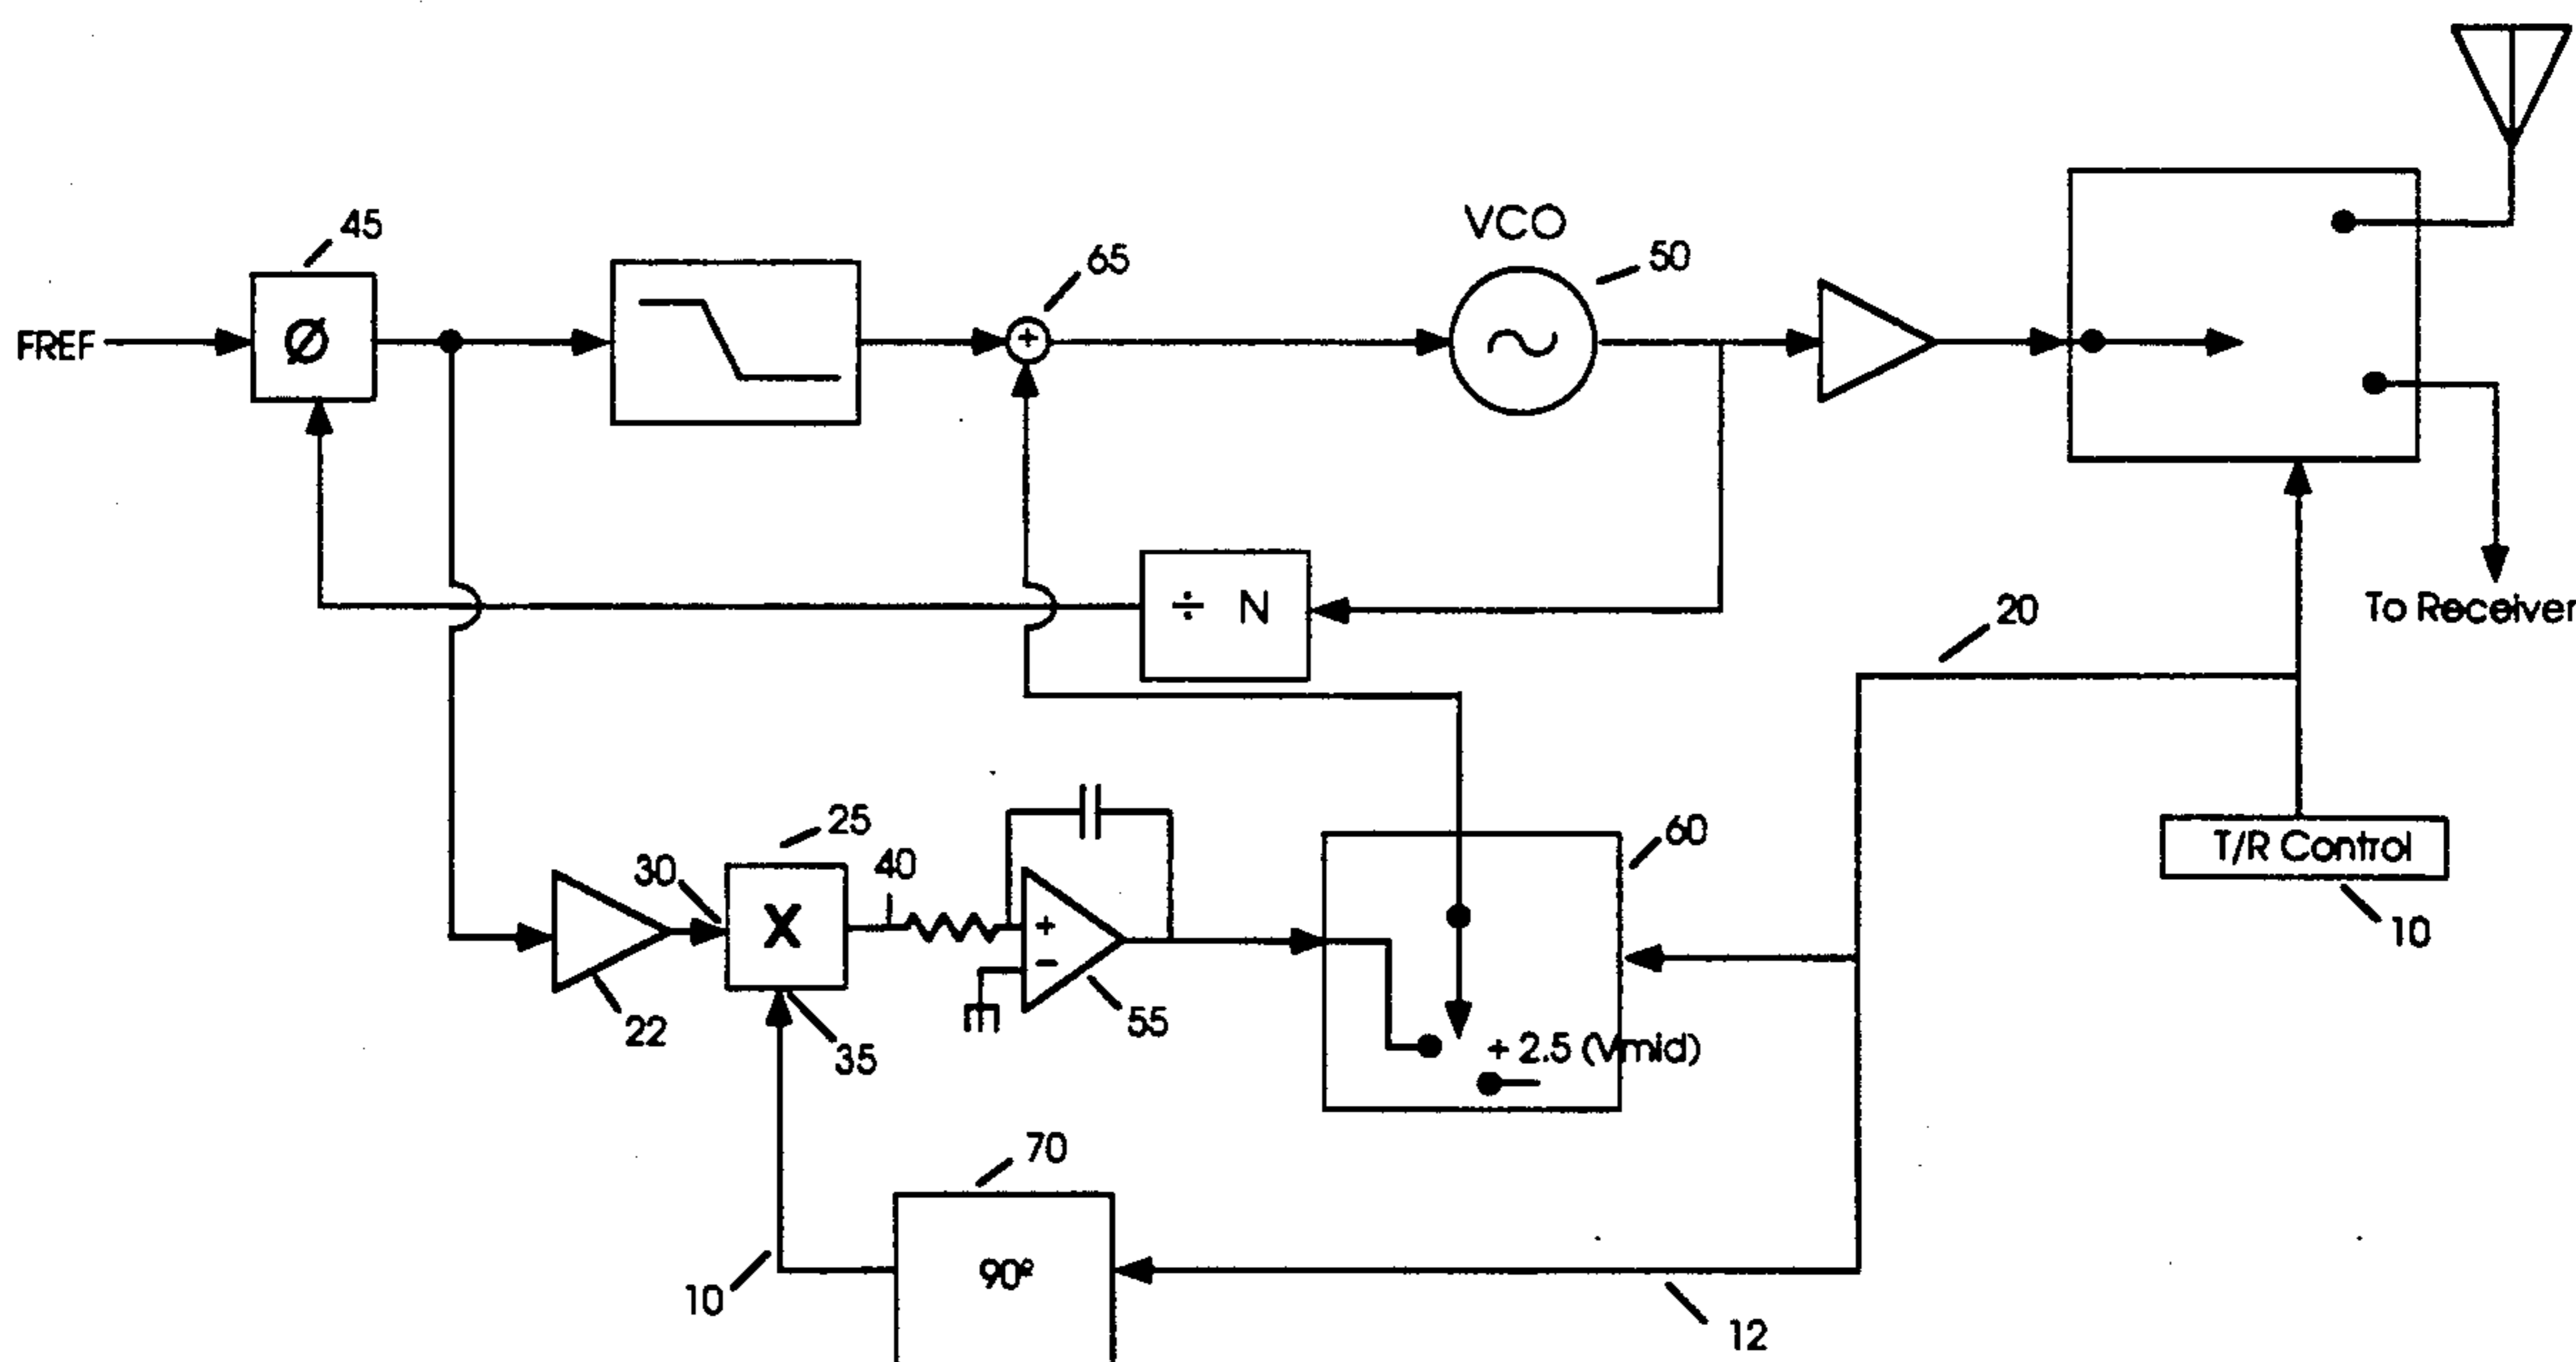 45
VCO
50
65
FREF
Ø
+
~
÷ N
To Receiver
20
25
30
40
X
+
−
22
35
55
60
T/R Control
10
+ 2.5 (Vmid)
70
90º
10
12